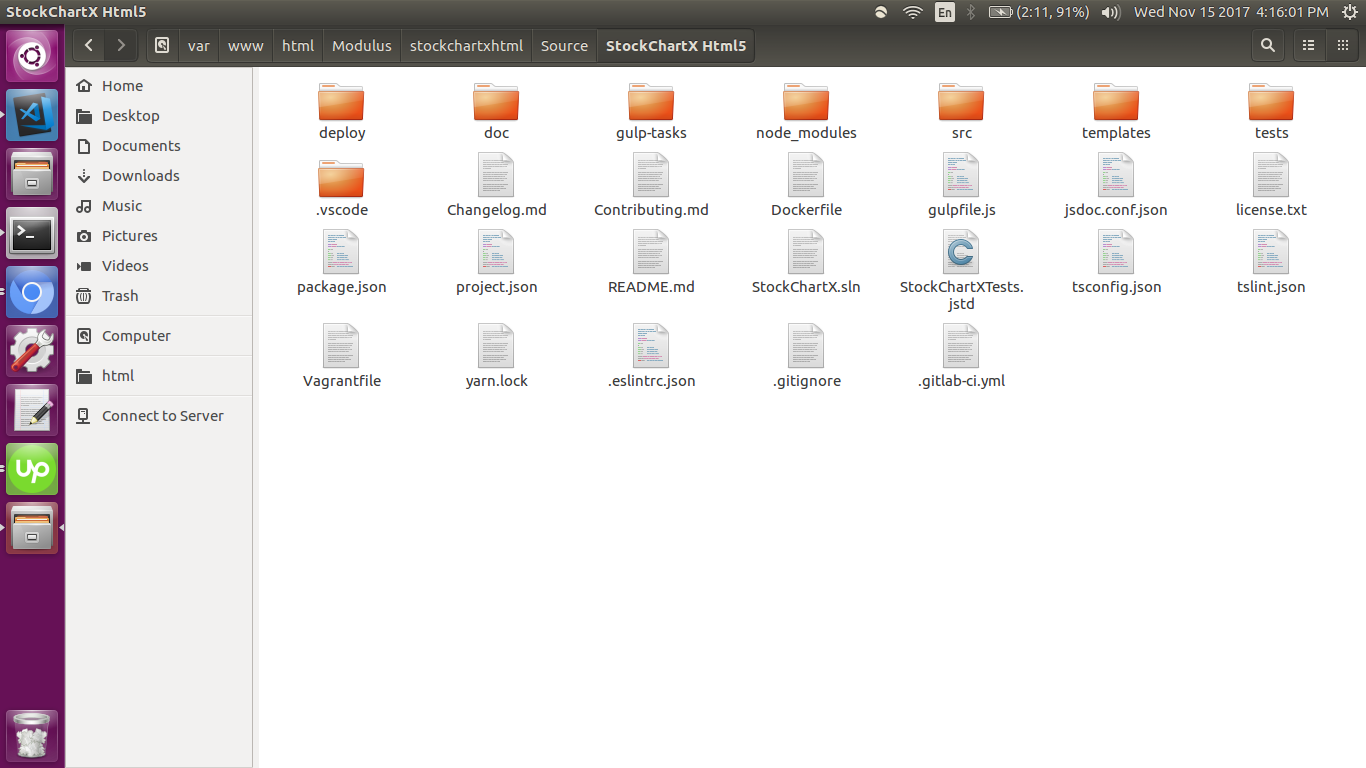 StockChartX Html5
En
(2:11, 91%)
Wed Nov 15 2017 4:16:01 PM
var
www
html
Modulus
stockchartxhtml
Source
StockChartX Html5
Home
Desktop
Documents
Downloads
Music
Pictures
Videos
Trash
Computer
html
Connect to Server
deploy
doc
gulp-tasks
node_modules
src
templates
tests
.vscode
Changelog.md
Contributing.md
Dockerfile
gulpfile.js
jsdoc.conf.json
license.txt
package.json
project.json
README.md
StockChartX.sln
StockChartXTests.
jstd
tsconfig.json
tslint.json
Vagrantfile
yarn.lock
.eslintrc.json
.gitignore
.gitlab-ci.yml
up